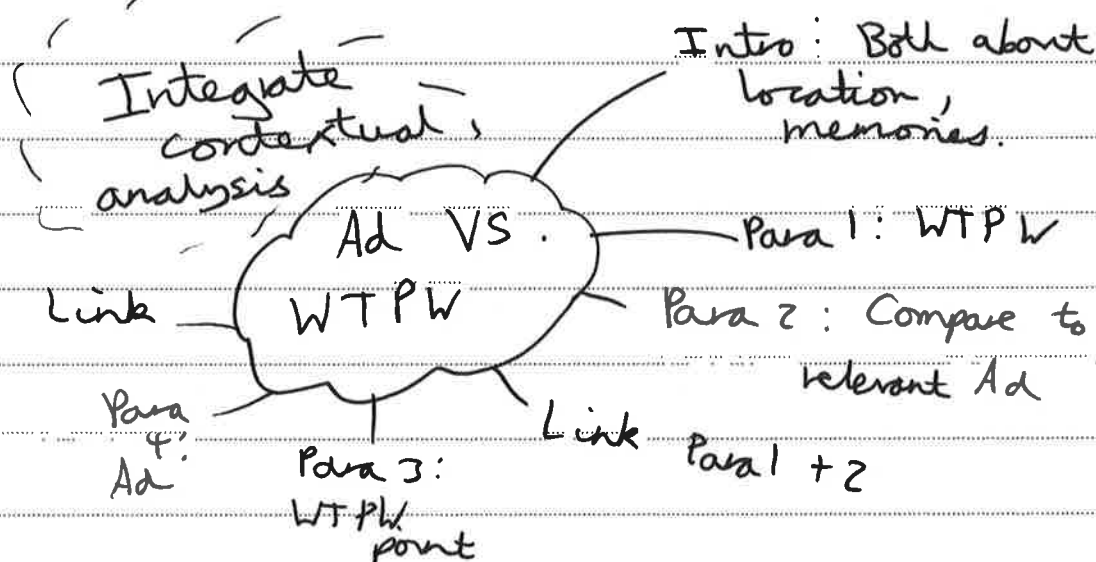 Integrate
contextual,
analysis
Intro: Both about
location,
memories.
Ad VS.
WTPW
Para 1: WTPW
Para 2: Compare to
relevant Ad
Link Para 1 + 2
Para 3:
WTPW
point
Para
4:
Ad
Link